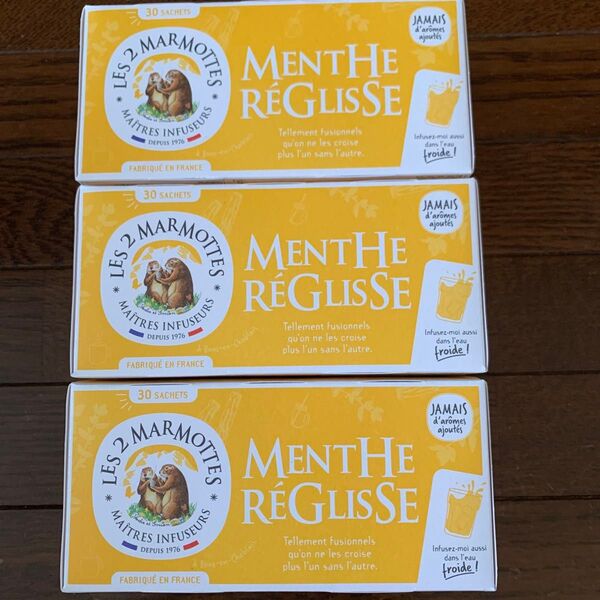 30 SACHETS
LES 2 MARMOTTES
MAÎTRES INFUSEURS
DEPUIS 1976
FABRIQUÉ EN FRANCE
MENTHE
RÉGLISSE
Tellement fusionnels
qu'on ne les croise
plus l'un sans l'autre.
JAMAIS
d'arômes
ajoutés
Infusez-moi aussi
dans l'eau
froide !
30 SACHETS
LES 2 MARMOTTES
MAÎTRES INFUSEURS
DEPUIS 1976
FABRIQUÉ EN FRANCE
MENTHE
RÉGLISSE
Tellement fusionnels
qu'on ne les croise
plus l'un sans l'autre.
JAMAIS
d'arômes
ajoutés
Infusez-moi aussi
dans l'eau
froide !
30 SACHETS
LES 2 MARMOTTES
MAÎTRES INFUSEURS
DEPUIS 1976
FABRIQUÉ EN FRANCE
MENTHE
RÉGLISSE
Tellement fusionnels
qu'on ne les croise
plus l'un sans l'autre.
JAMAIS
d'arômes
ajoutés
Infusez-moi aussi
dans l'eau
froide !